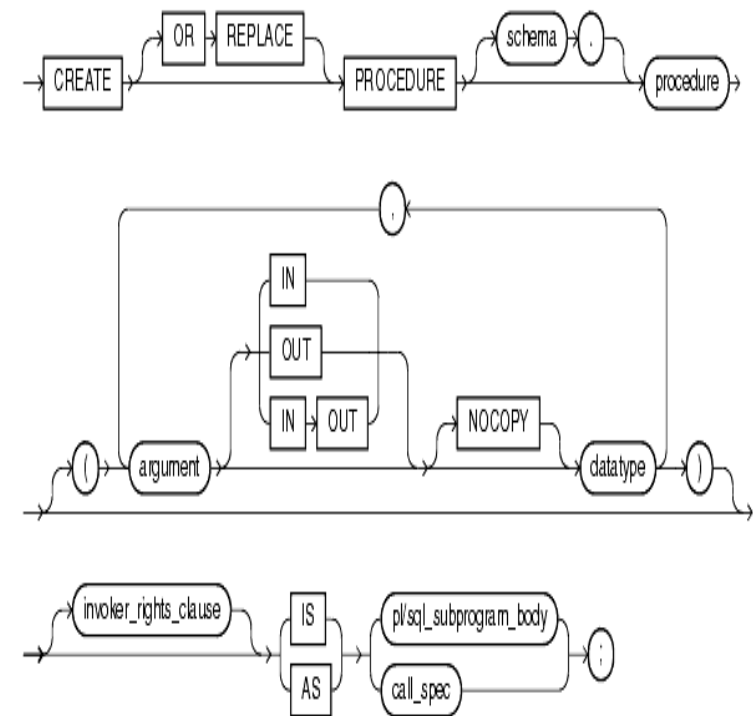 OR REPLACE schema .
CREATE PROCEDURE procedure
,
IN
OUT
IN OUT NOCOPY
( argument datatype )
invoker_rights_clause IS pl/sql_subprogram_body
;
AS call_spec